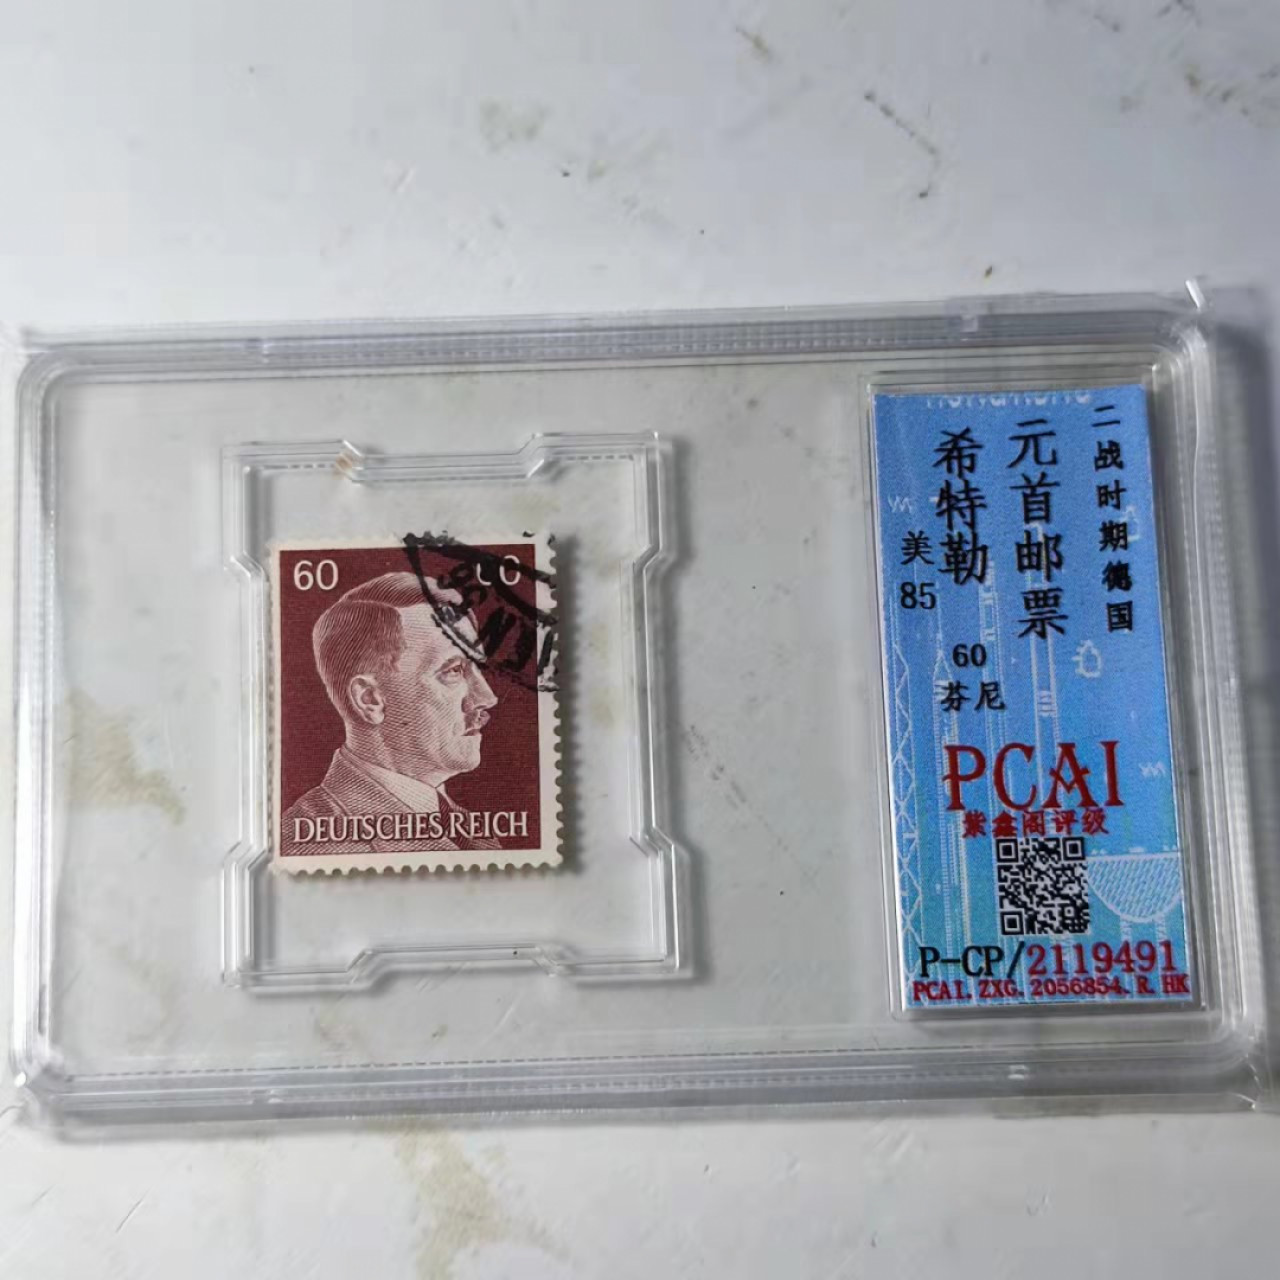 60
DEUTSCHES REICH
二战时期德国
元首邮票
希特勒
美
85
60
芬尼
PCAI
紫鑫阁评级
P-CP/2119491
PCAI. ZXG. 2056854. R. HK